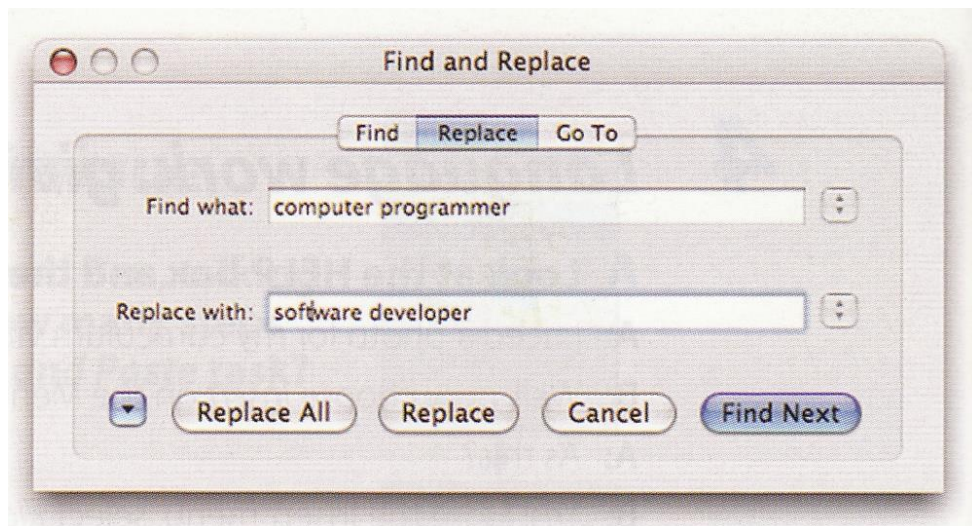 Find and Replace
Find Replace Go To
Find what: computer programmer
Replace with: software developer
Replace All Replace Cancel Find Next